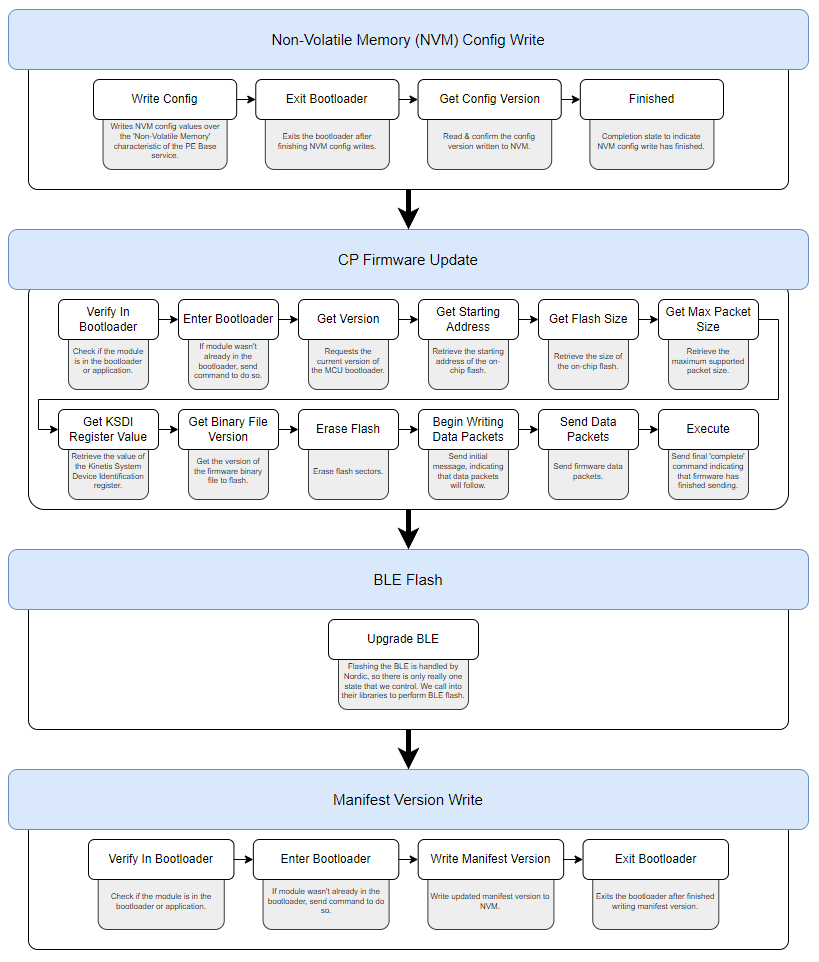 Non-Volatile Memory (NVM) Config Write
Write Config
Writes NVM config values over
the 'Non-Volatile Memory'
characteristic of the PE Base
service.
Exit Bootloader
Exits the bootloader after
finishing NVM config writes.
Get Config Version
Read & confirm the config
version written to NVM.
Finished
Completion state to indicate
NVM config write has finished.
CP Firmware Update
Verify In
Bootloader
Check if the module
is in the bootloader
or application.
Enter Bootloader
If module wasn't
already in the
bootloader, send
command to do so.
Get Version
Requests the
current version of
the MCU bootloader.
Get Starting
Address
Retrieve the starting
address of the on-
chip flash.
Get Flash Size
Retrieve the size of
the on-chip flash.
Get Max Packet
Size
Retrieve the
maximum supported
packet size.
Get KSDI
Register Value
Retrieve the value of
the Kinetis System
Device Identification
register.
Get Binary File
Version
Get the version of
the firmware binary
file to flash.
Erase Flash
Erase flash sectors.
Begin Writing
Data Packets
Send initial
message, indicating
that data packets
will follow.
Send Data
Packets
Send firmware data
packets.
Execute
Send final 'complete'
command indicating
that firmware has
finished sending.
BLE Flash
Upgrade BLE
Flashing the BLE is handled by
Nordic, so there is only really one
state that we control. We call into
their libraries to perform BLE flash.
Manifest Version Write
Verify In Bootloader
Check if the module is in the
bootloader or application.
Enter Bootloader
If module wasn't already in the
bootloader, send command to do
so.
Write Manifest Version
Write updated manifest version to
NVM.
Exit Bootloader
Exits the bootloader after finished
writing manifest version.